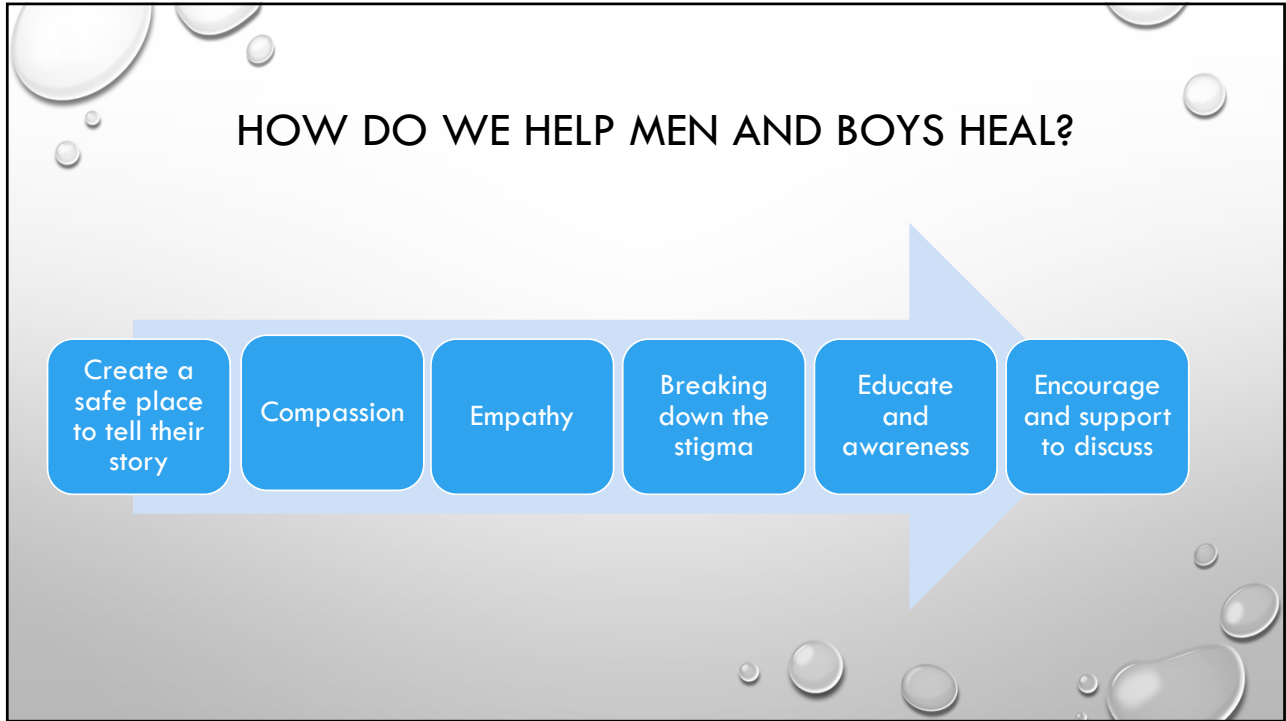 HOW DO WE HELP MEN AND BOYS HEAL?
Create a
safe place
to tell their
story
Compassion
Empathy
Breaking
down the
stigma
Educate
and
awareness
Encourage
and support
to discuss